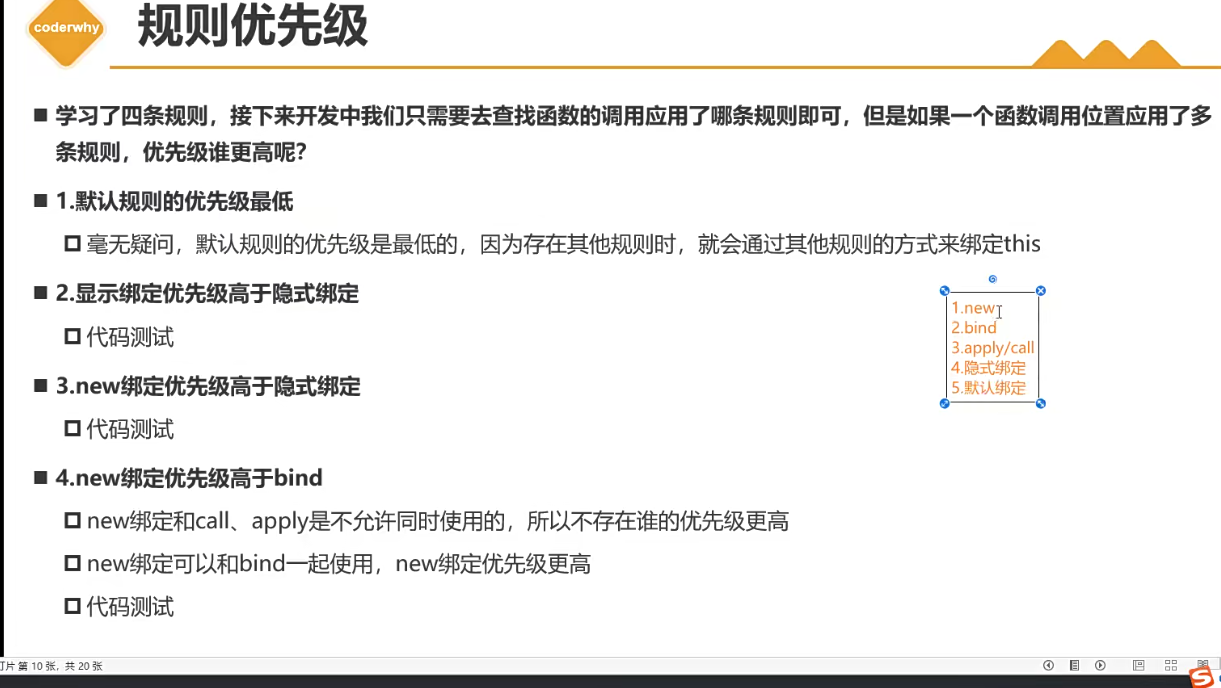 coderwhy
规则优先级
学习了四条规则，接下来开发中我们只需要去查找函数的调用应用了哪条规则即可，但是如果一个函数调用位置应用了多
条规则，优先级谁更高呢？
1.默认规则的优先级最低
毫无疑问，默认规则的优先级是最低的，因为存在其他规则时，就会通过其他规则的方式来绑定this
2.显示绑定优先级高于隐式绑定
代码测试
1.new
2.bind
3.apply/call
4.隐式绑定
5.默认绑定
3.new绑定优先级高于隐式绑定
代码测试
4.new绑定优先级高于bind
new绑定和call、apply是不允许同时使用的，所以不存在谁的优先级更高
new绑定可以和bind一起使用，new绑定优先级更高
代码测试
灯片 第 10 张，共 20 张